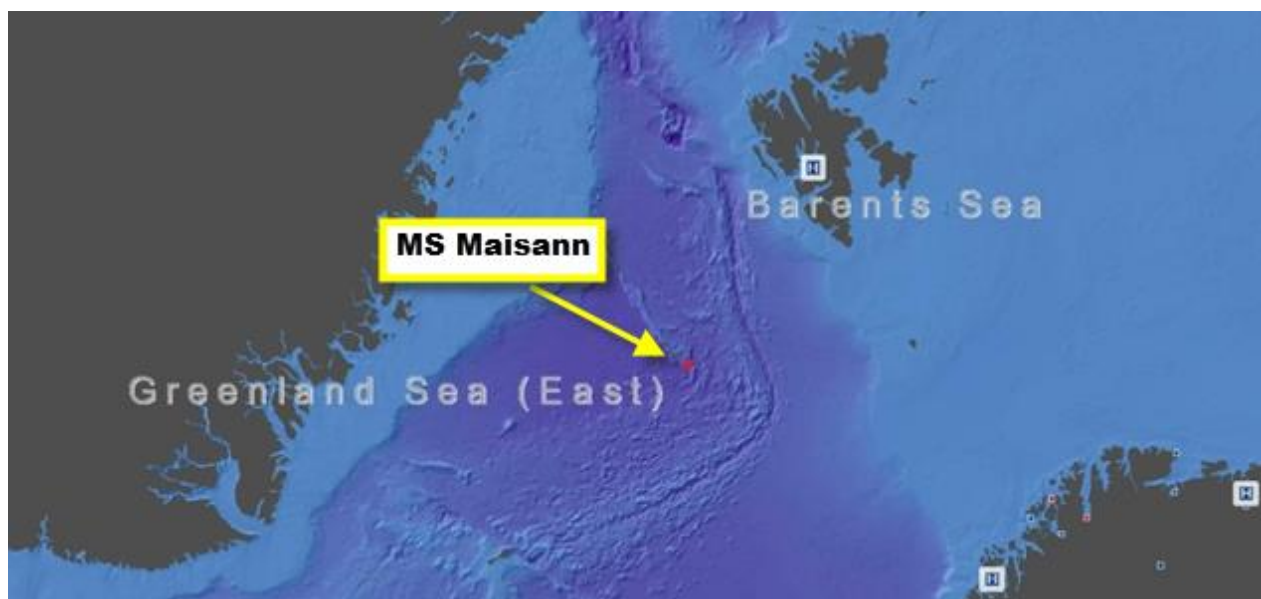 H
Barents Sea
MS Maisann
Greenland Sea (East)
H
H